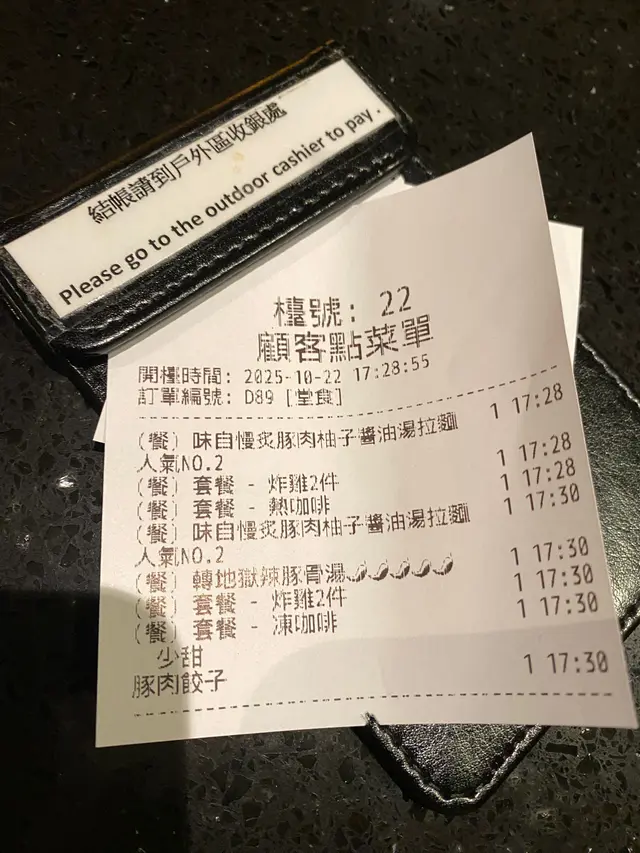 結帳請到戶外區收銀處
Please go to the outdoor cashier to pay .
檯號: 22
顧客點菜單
開檯時間: 2025-10-22 17:28:55
訂單編號: D89 [堂食]
(餐) 味自慢炙豚肉柚子醬油湯拉麵 1 17:28
人氣NO.2
(餐) 套餐 - 炸雞2件 1 17:28
(餐) 套餐 - 熱咖啡 1 17:28
(餐) 味自慢炙豚肉柚子醬油湯拉麵 1 17:30
人氣NO.2
(餐) 轉地獄辣豚骨湯🌶🌶🌶🌶🌶 1 17:30
(餐) 套餐 - 炸雞2件 1 17:30
(餐) 套餐 - 凍咖啡 1 17:30
少甜
豚肉餃子 1 17:30